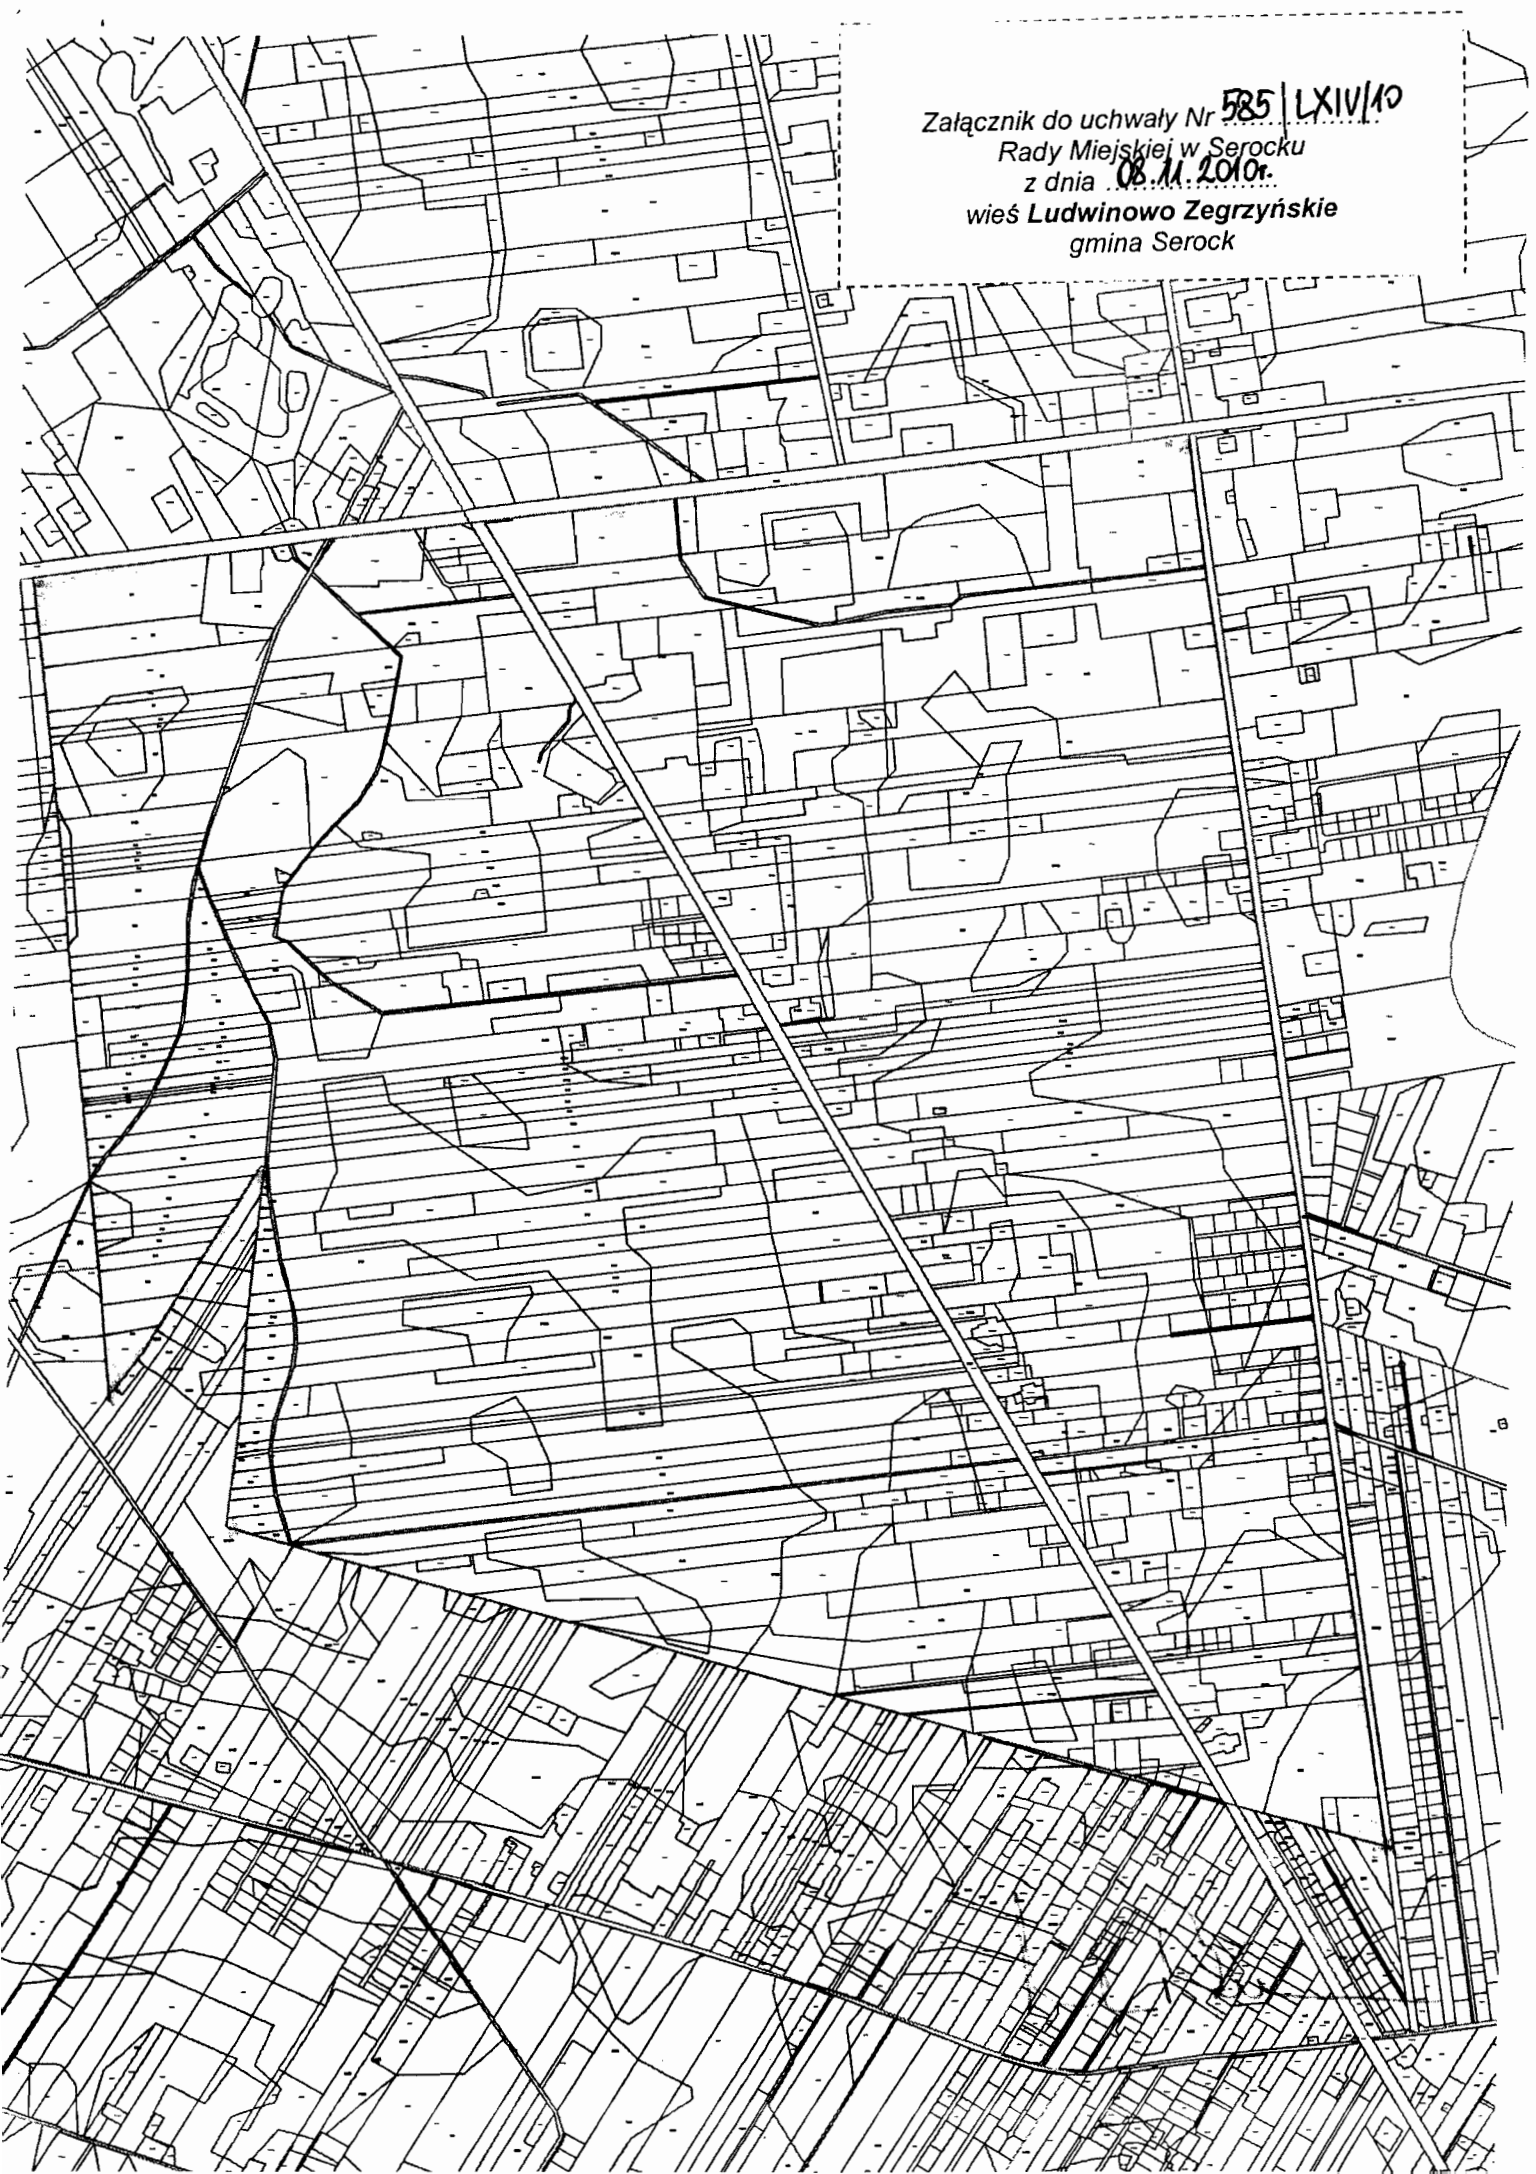 Załącznik do uchwały Nr 585/LXIV/10
Rady Miejskiej w Serocku
z dnia 08.11.2010r.
wieś Ludwinowo Zegrzyńskie
gmina Serock